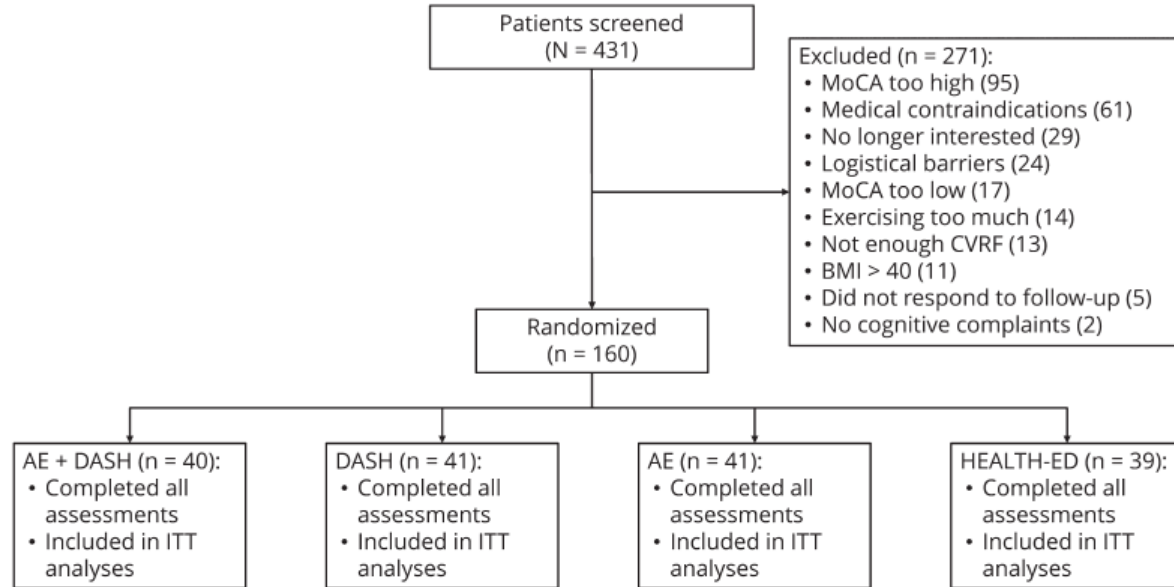 Patients screened
(N = 431)
Excluded (n = 271):
• MoCA too high (95)
• Medical contraindications (61)
• No longer interested (29)
• Logistical barriers (24)
• MoCA too low (17)
• Exercising too much (14)
• Not enough CVRF (13)
• BMI > 40 (11)
• Did not respond to follow-up (5)
• No cognitive complaints (2)
Randomized
(n = 160)
AE + DASH (n = 40):
• Completed all
assessments
• Included in ITT
analyses
DASH (n = 41):
• Completed all
assessments
• Included in ITT
analyses
AE (n = 41):
• Completed all
assessments
• Included in ITT
analyses
HEALTH-ED (n = 39):
• Completed all
assessments
• Included in ITT
analyses